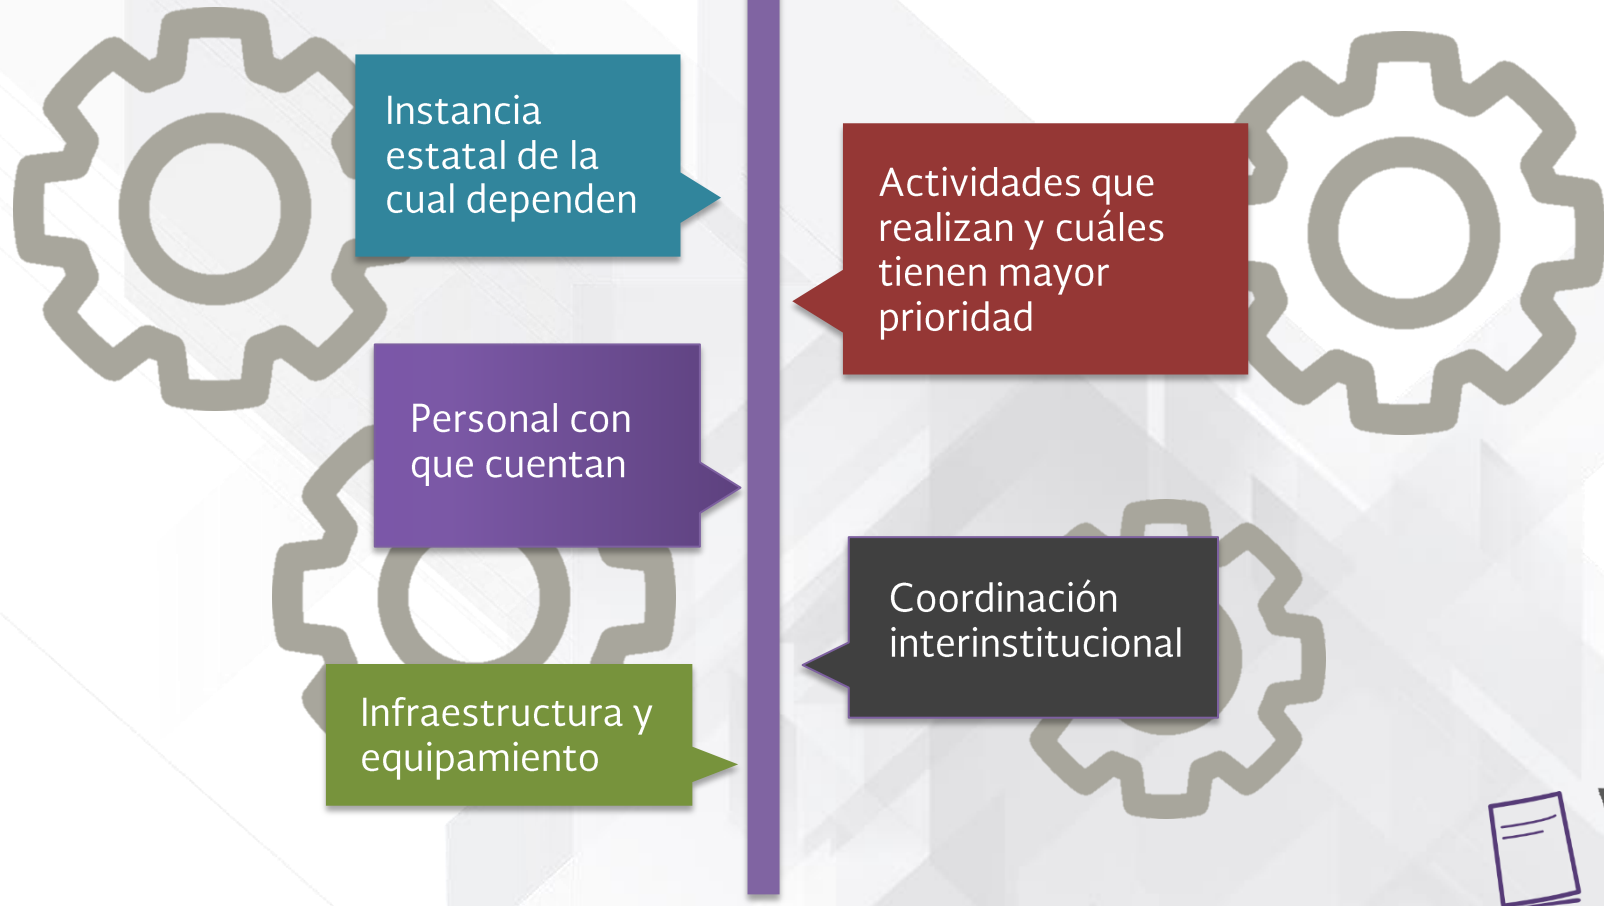 Instancia
estatal de la
cual dependen
Actividades que
realizan y cuáles
tienen mayor
prioridad
Personal con
que cuentan
Coordinación
interinstitucional
Infraestructura y
equipamiento